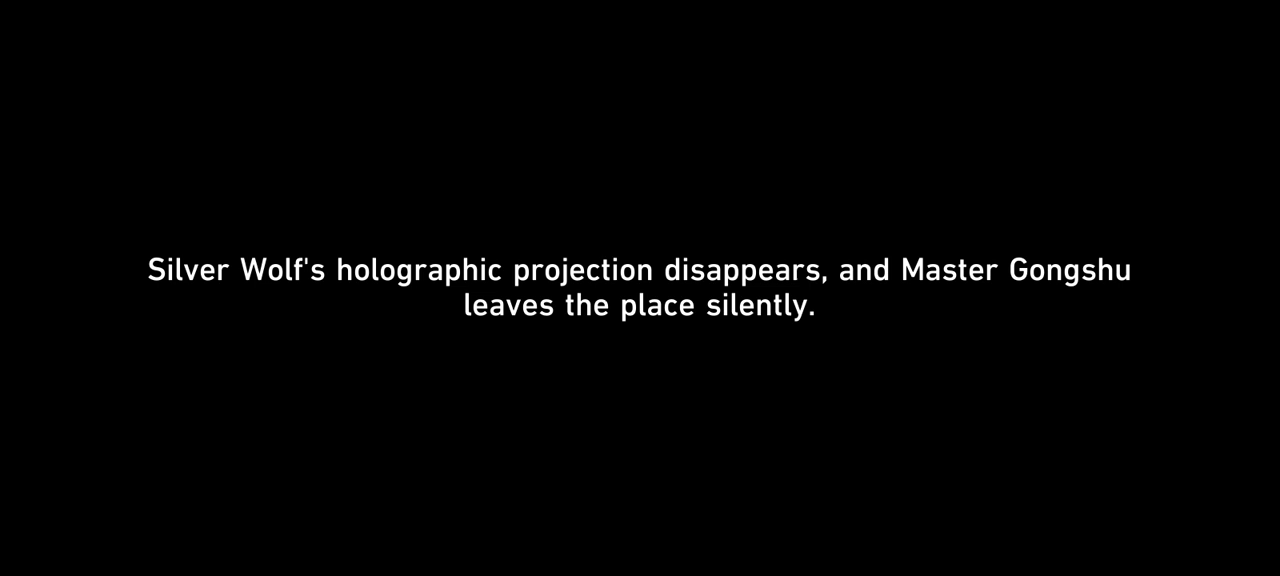 Silver Wolf's holographic projection disappears, and Master Gongshu
leaves the place silently.